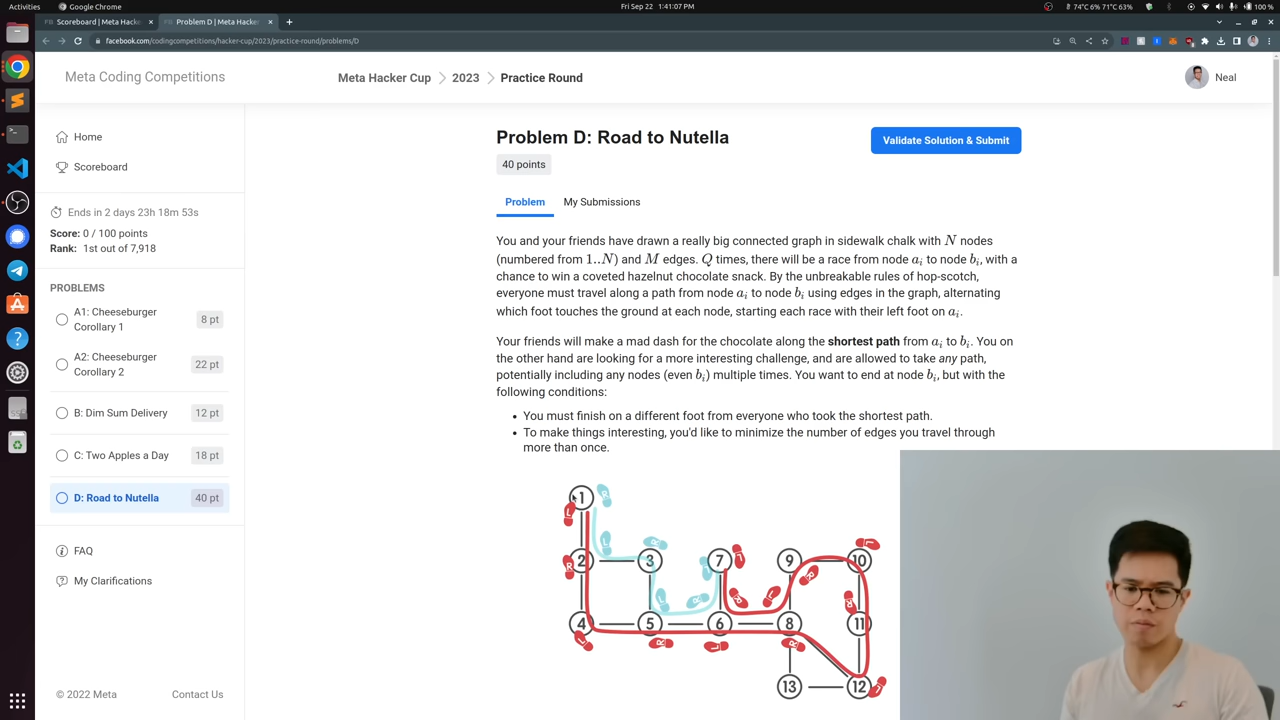 Activities
Google Chrome
Fri Sep 22  1:41:07 PM
74°C 6% 71°C 63%
100 %
Scoreboard | Meta Hacker
Problem D | Meta Hacker
facebook.com/codingcompetitions/hacker-cup/2023/practice-round/problems/D
Meta Coding Competitions
Meta Hacker Cup
2023
Practice Round
Neal
Home
Scoreboard
Ends in 2 days 23h 18m 53s
Score: 0 / 100 points
Rank: 1st out of 7,918
PROBLEMS
A1: Cheeseburger Corollary 1
8 pt
A2: Cheeseburger Corollary 2
22 pt
B: Dim Sum Delivery
12 pt
C: Two Apples a Day
18 pt
D: Road to Nutella
40 pt
FAQ
My Clarifications
© 2022 Meta
Contact Us
Problem D: Road to Nutella
40 points
Validate Solution & Submit
Problem
My Submissions
You and your friends have drawn a really big connected graph in sidewalk chalk with N nodes
(numbered from 1..N) and M edges. Q times, there will be a race from node a_i to node b_i, with a
chance to win a coveted hazelnut chocolate snack. By the unbreakable rules of hop-scotch,
everyone must travel along a path from node a_i to node b_i using edges in the graph, alternating
which foot touches the ground at each node, starting each race with their left foot on a_i.
Your friends will make a mad dash for the chocolate along the shortest path from a_i to b_i. You on
the other hand are looking for a more interesting challenge, and are allowed to take any path,
potentially including any nodes (even b_i) multiple times. You want to end at node b_i, but with the
following conditions:
• You must finish on a different foot from everyone who took the shortest path.
• To make things interesting, you'd like to minimize the number of edges you travel through
more than once.
1
R
L
L
R
2
R
3
7
L
9
10
L
R
L
R
L
R
R
4
5
6
8
11
L
R
L
R
13
12
L